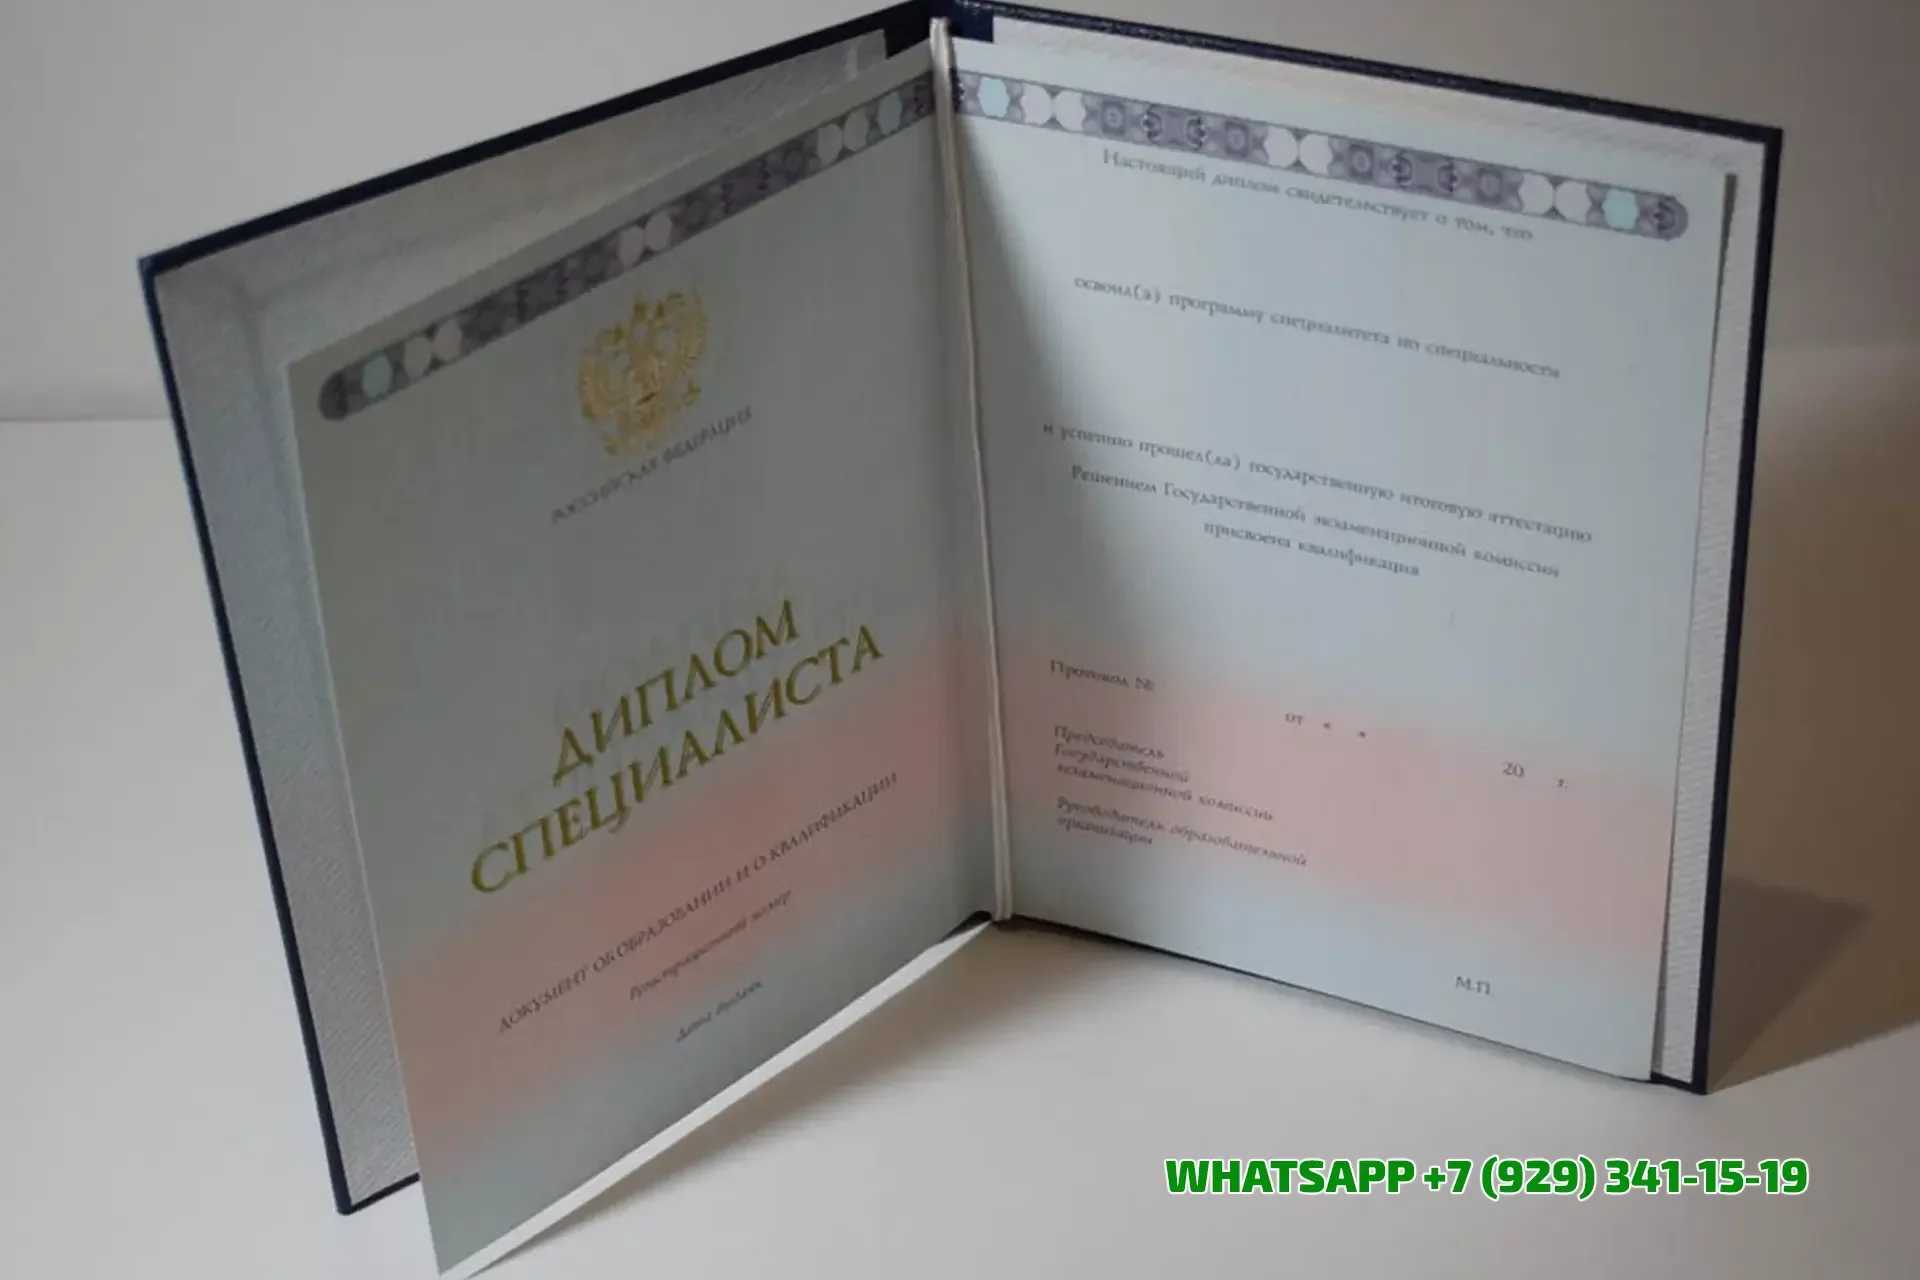 РОССИЙСКАЯ ФЕДЕРАЦИЯ
ДИПЛОМ
СПЕЦИАЛИСТА
ДОКУМЕНТ ОБ ОБРАЗОВАНИИ И О КВАЛИФИКАЦИИ
Регистрационный номер
Дата выдачи
Настоящий диплом свидетельствует о том, что
освоил(а) программу специалитета по специальности
и успешно прошел(ла) государственную итоговую аттестацию
Решением Государственной экзаменационной комиссии
присвоена квалификация
Протокол №
от « »
20 г.
Председатель
Государственной
экзаменационной комиссии
Руководитель образовательной
организации
М.П.
WHATSAPP +7 (929) 341-15-19